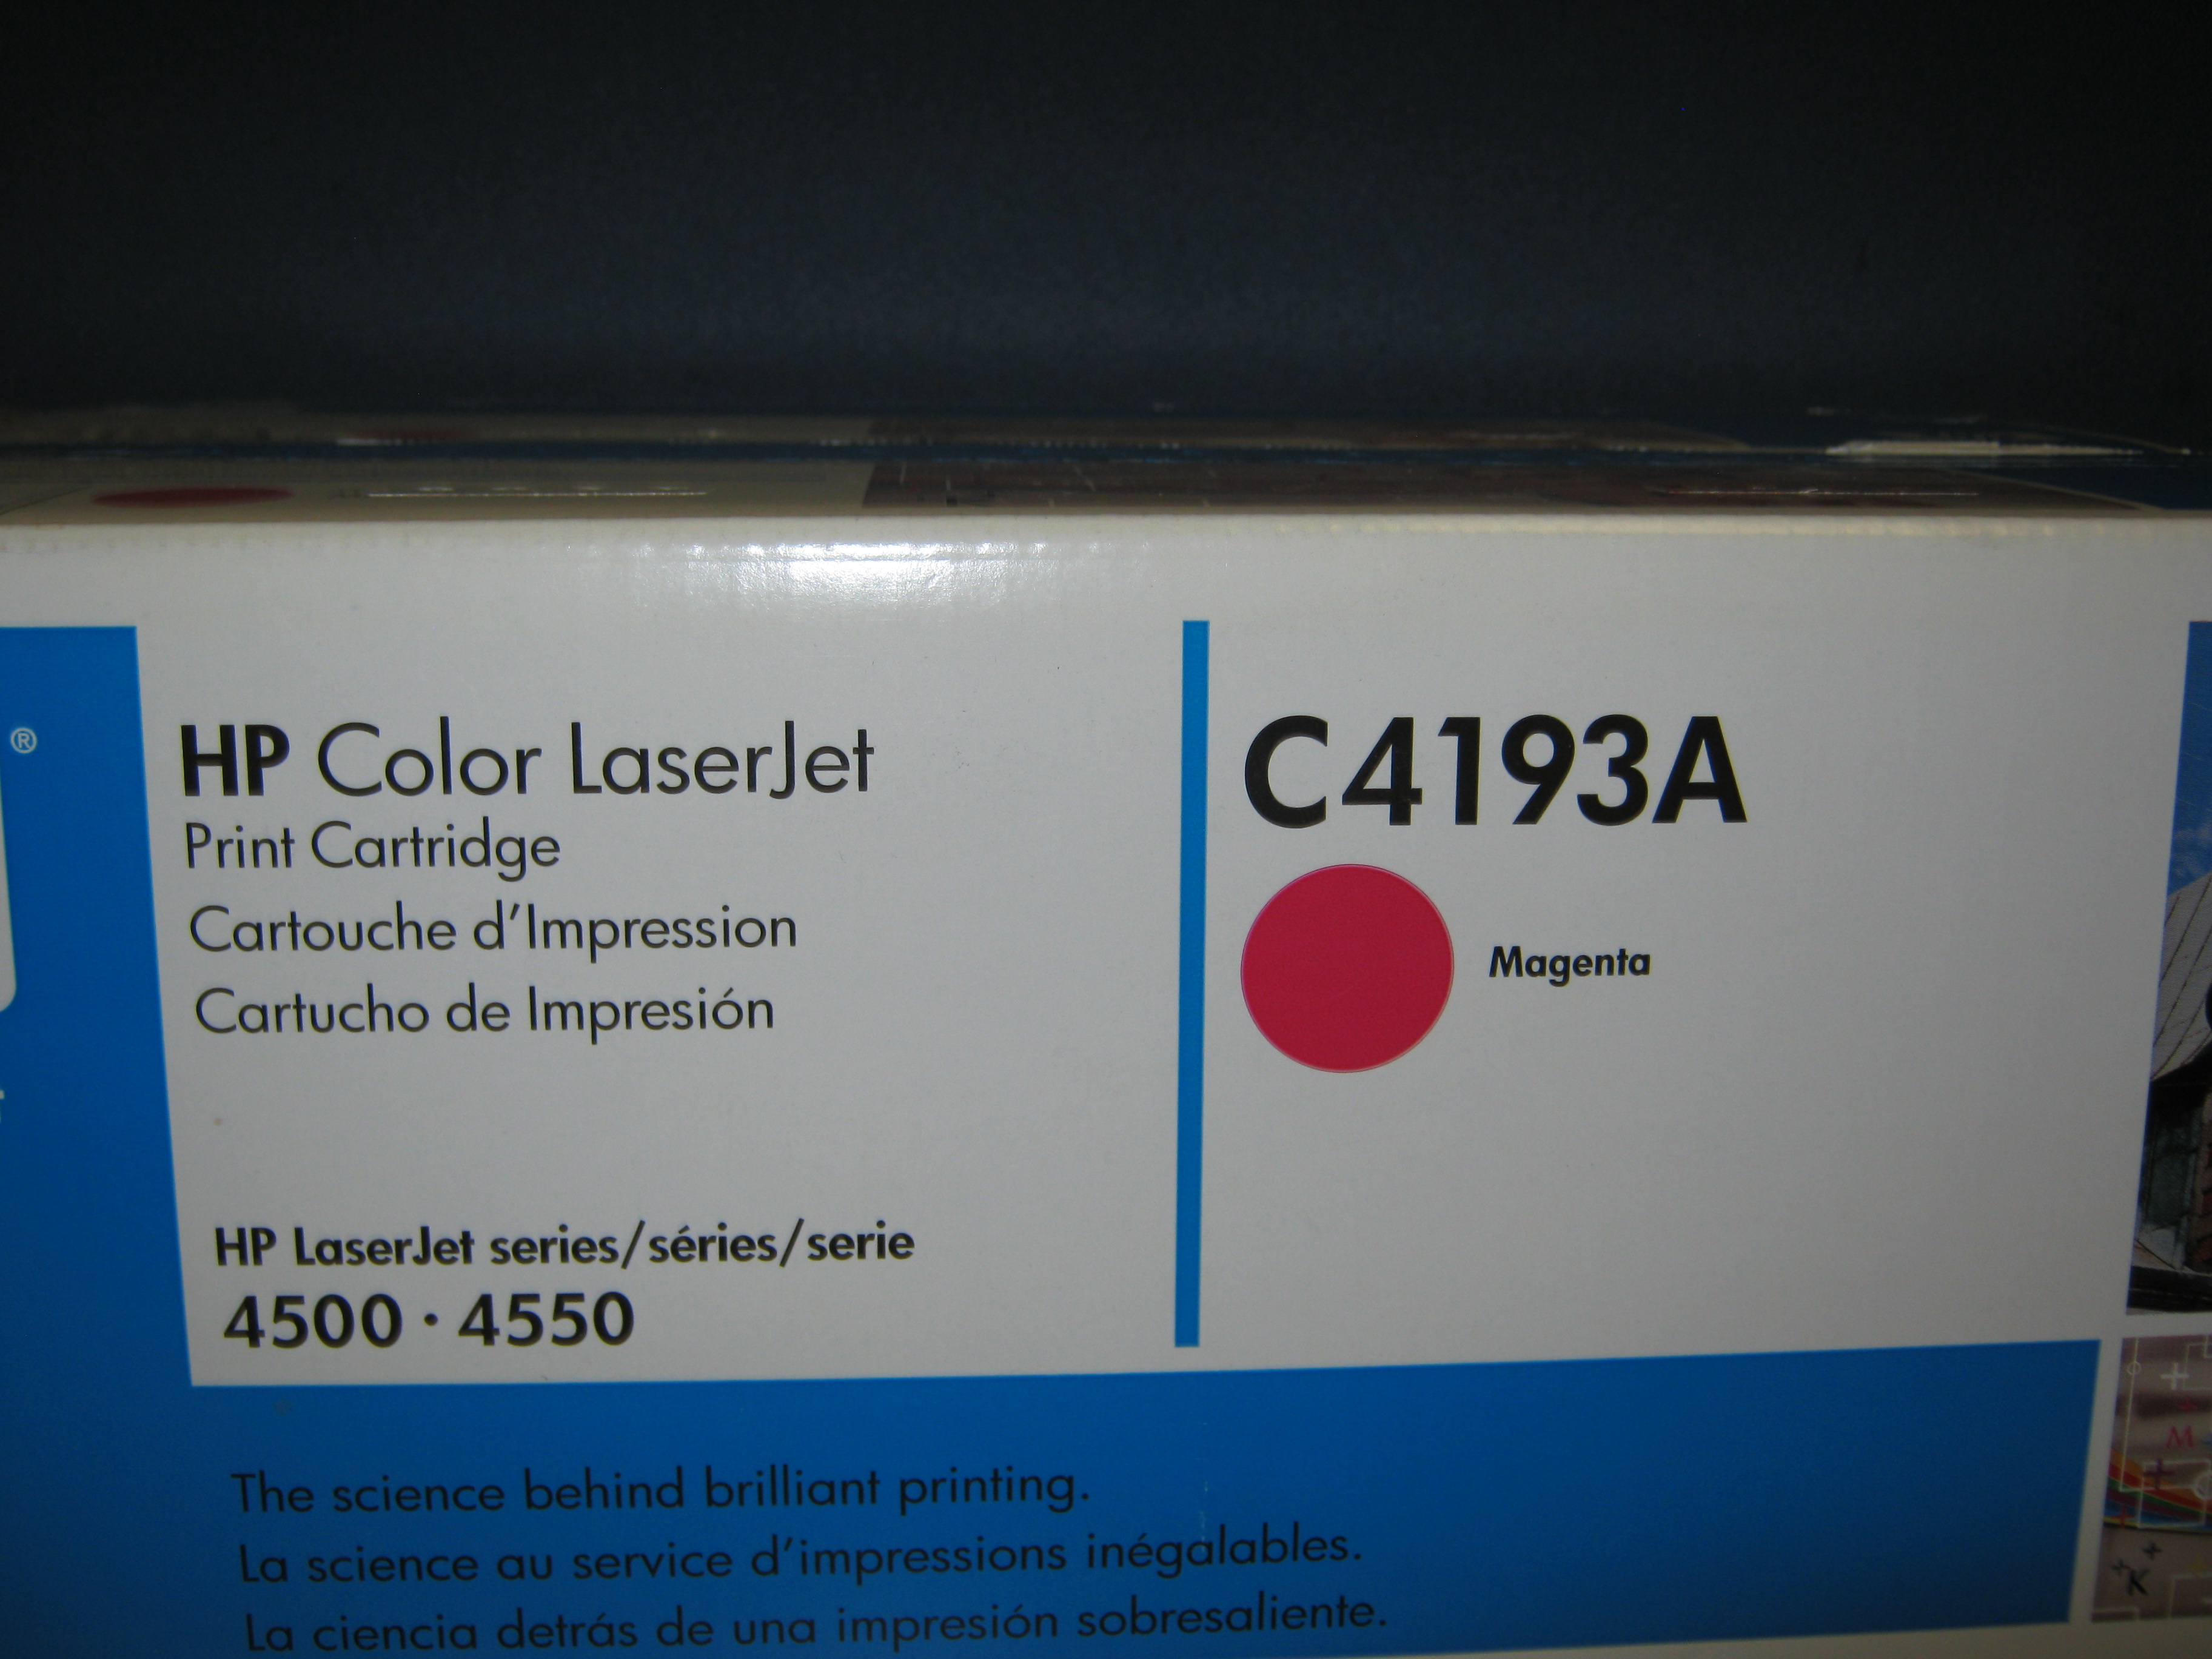 ®
HP Color LaserJet
Print Cartridge
Cartouche d'Impression
Cartucho de Impresión
HP LaserJet series/séries/serie
4500 · 4550
C4193A
Magenta
The science behind brilliant printing.
La science au service d'impressions inégalables.
La ciencia detrás de una impresión sobresaliente.
M
K